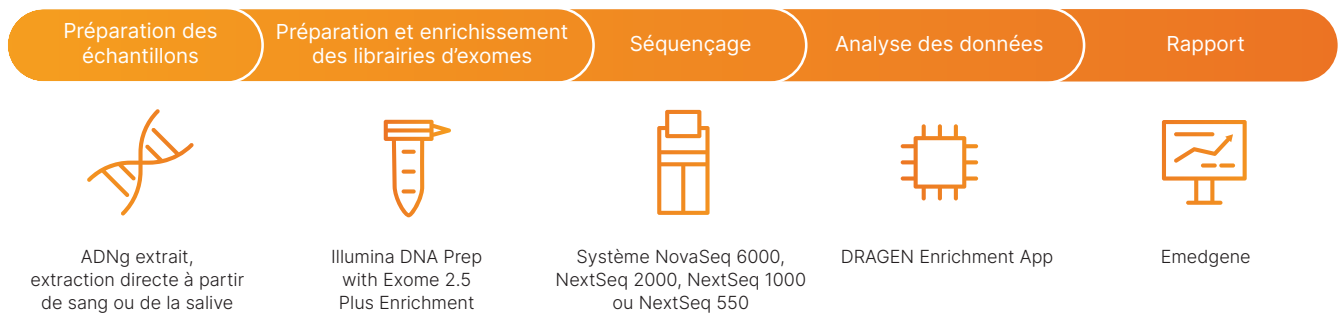 Préparation des
échantillons
Préparation et enrichissement
des librairies d'exomes
Séquençage
Analyse des données
Rapport
ADNg extrait,
extraction directe à partir
de sang ou de la salive
Illumina DNA Prep
with Exome 2.5
Plus Enrichment
Système NovaSeq 6000,
NextSeq 2000, NextSeq 1000
ou NextSeq 550
DRAGEN Enrichment App
Emedgene